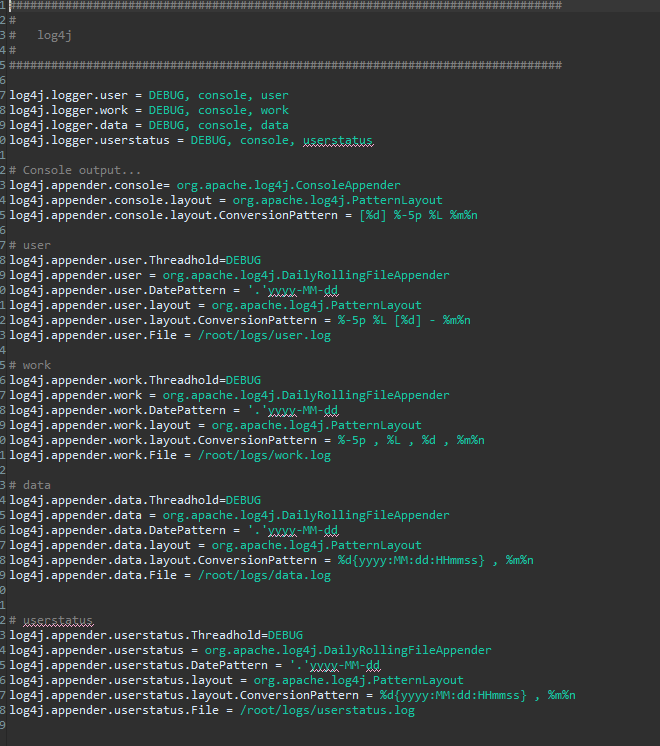 1 ###############################################################################
2 #
3 #   log4j
4 #
5 ###############################################################################
6
7 log4j.logger.user = DEBUG, console, user
8 log4j.logger.work = DEBUG, console, work
9 log4j.logger.data = DEBUG, console, data
0 log4j.logger.userstatus = DEBUG, console, userstatus
1
2 # Console output...
3 log4j.appender.console= org.apache.log4j.ConsoleAppender
4 log4j.appender.console.layout = org.apache.log4j.PatternLayout
5 log4j.appender.console.layout.ConversionPattern = [%d] %-5p %L %m%n
6
7 # user
8 log4j.appender.user.Threadhold=DEBUG
9 log4j.appender.user = org.apache.log4j.DailyRollingFileAppender
0 log4j.appender.user.DatePattern = '.'yyyy-MM-dd
1 log4j.appender.user.layout = org.apache.log4j.PatternLayout
2 log4j.appender.user.layout.ConversionPattern = %-5p %L [%d] - %m%n
3 log4j.appender.user.File = /root/logs/user.log
4
5 # work
6 log4j.appender.work.Threadhold=DEBUG
7 log4j.appender.work = org.apache.log4j.DailyRollingFileAppender
8 log4j.appender.work.DatePattern = '.'yyyy-MM-dd
9 log4j.appender.work.layout = org.apache.log4j.PatternLayout
0 log4j.appender.work.layout.ConversionPattern = %-5p , %L , %d , %m%n
1 log4j.appender.work.File = /root/logs/work.log
2
3 # data
4 log4j.appender.data.Threadhold=DEBUG
5 log4j.appender.data = org.apache.log4j.DailyRollingFileAppender
6 log4j.appender.data.DatePattern = '.'yyyy-MM-dd
7 log4j.appender.data.layout = org.apache.log4j.PatternLayout
8 log4j.appender.data.layout.ConversionPattern = %d{yyyy:MM:dd:HHmmss} , %m%n
9 log4j.appender.data.File = /root/logs/data.log
0
1
2 # userstatus
3 log4j.appender.userstatus.Threadhold=DEBUG
4 log4j.appender.userstatus = org.apache.log4j.DailyRollingFileAppender
5 log4j.appender.userstatus.DatePattern = '.'yyyy-MM-dd
6 log4j.appender.userstatus.layout = org.apache.log4j.PatternLayout
7 log4j.appender.userstatus.layout.ConversionPattern = %d{yyyy:MM:dd:HHmmss} , %m%n
8 log4j.appender.userstatus.File = /root/logs/userstatus.log
9